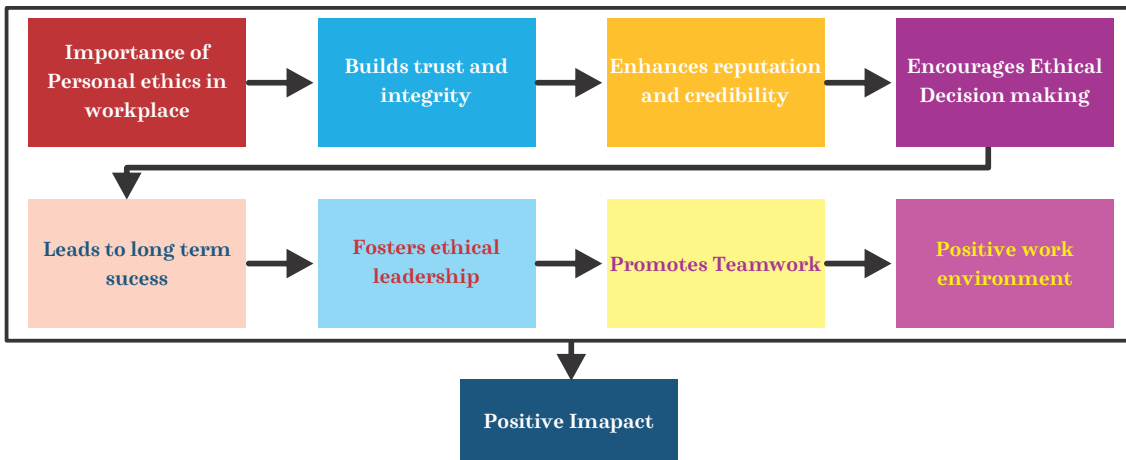 Importance of
Personal ethics in
workplace
Builds trust and
integrity
Enhances reputation
and credibility
Encourages Ethical
Decision making
Leads to long term
sucess
Fosters ethical
leadership
Promotes Teamwork
Positive work
environment
Positive Imapact